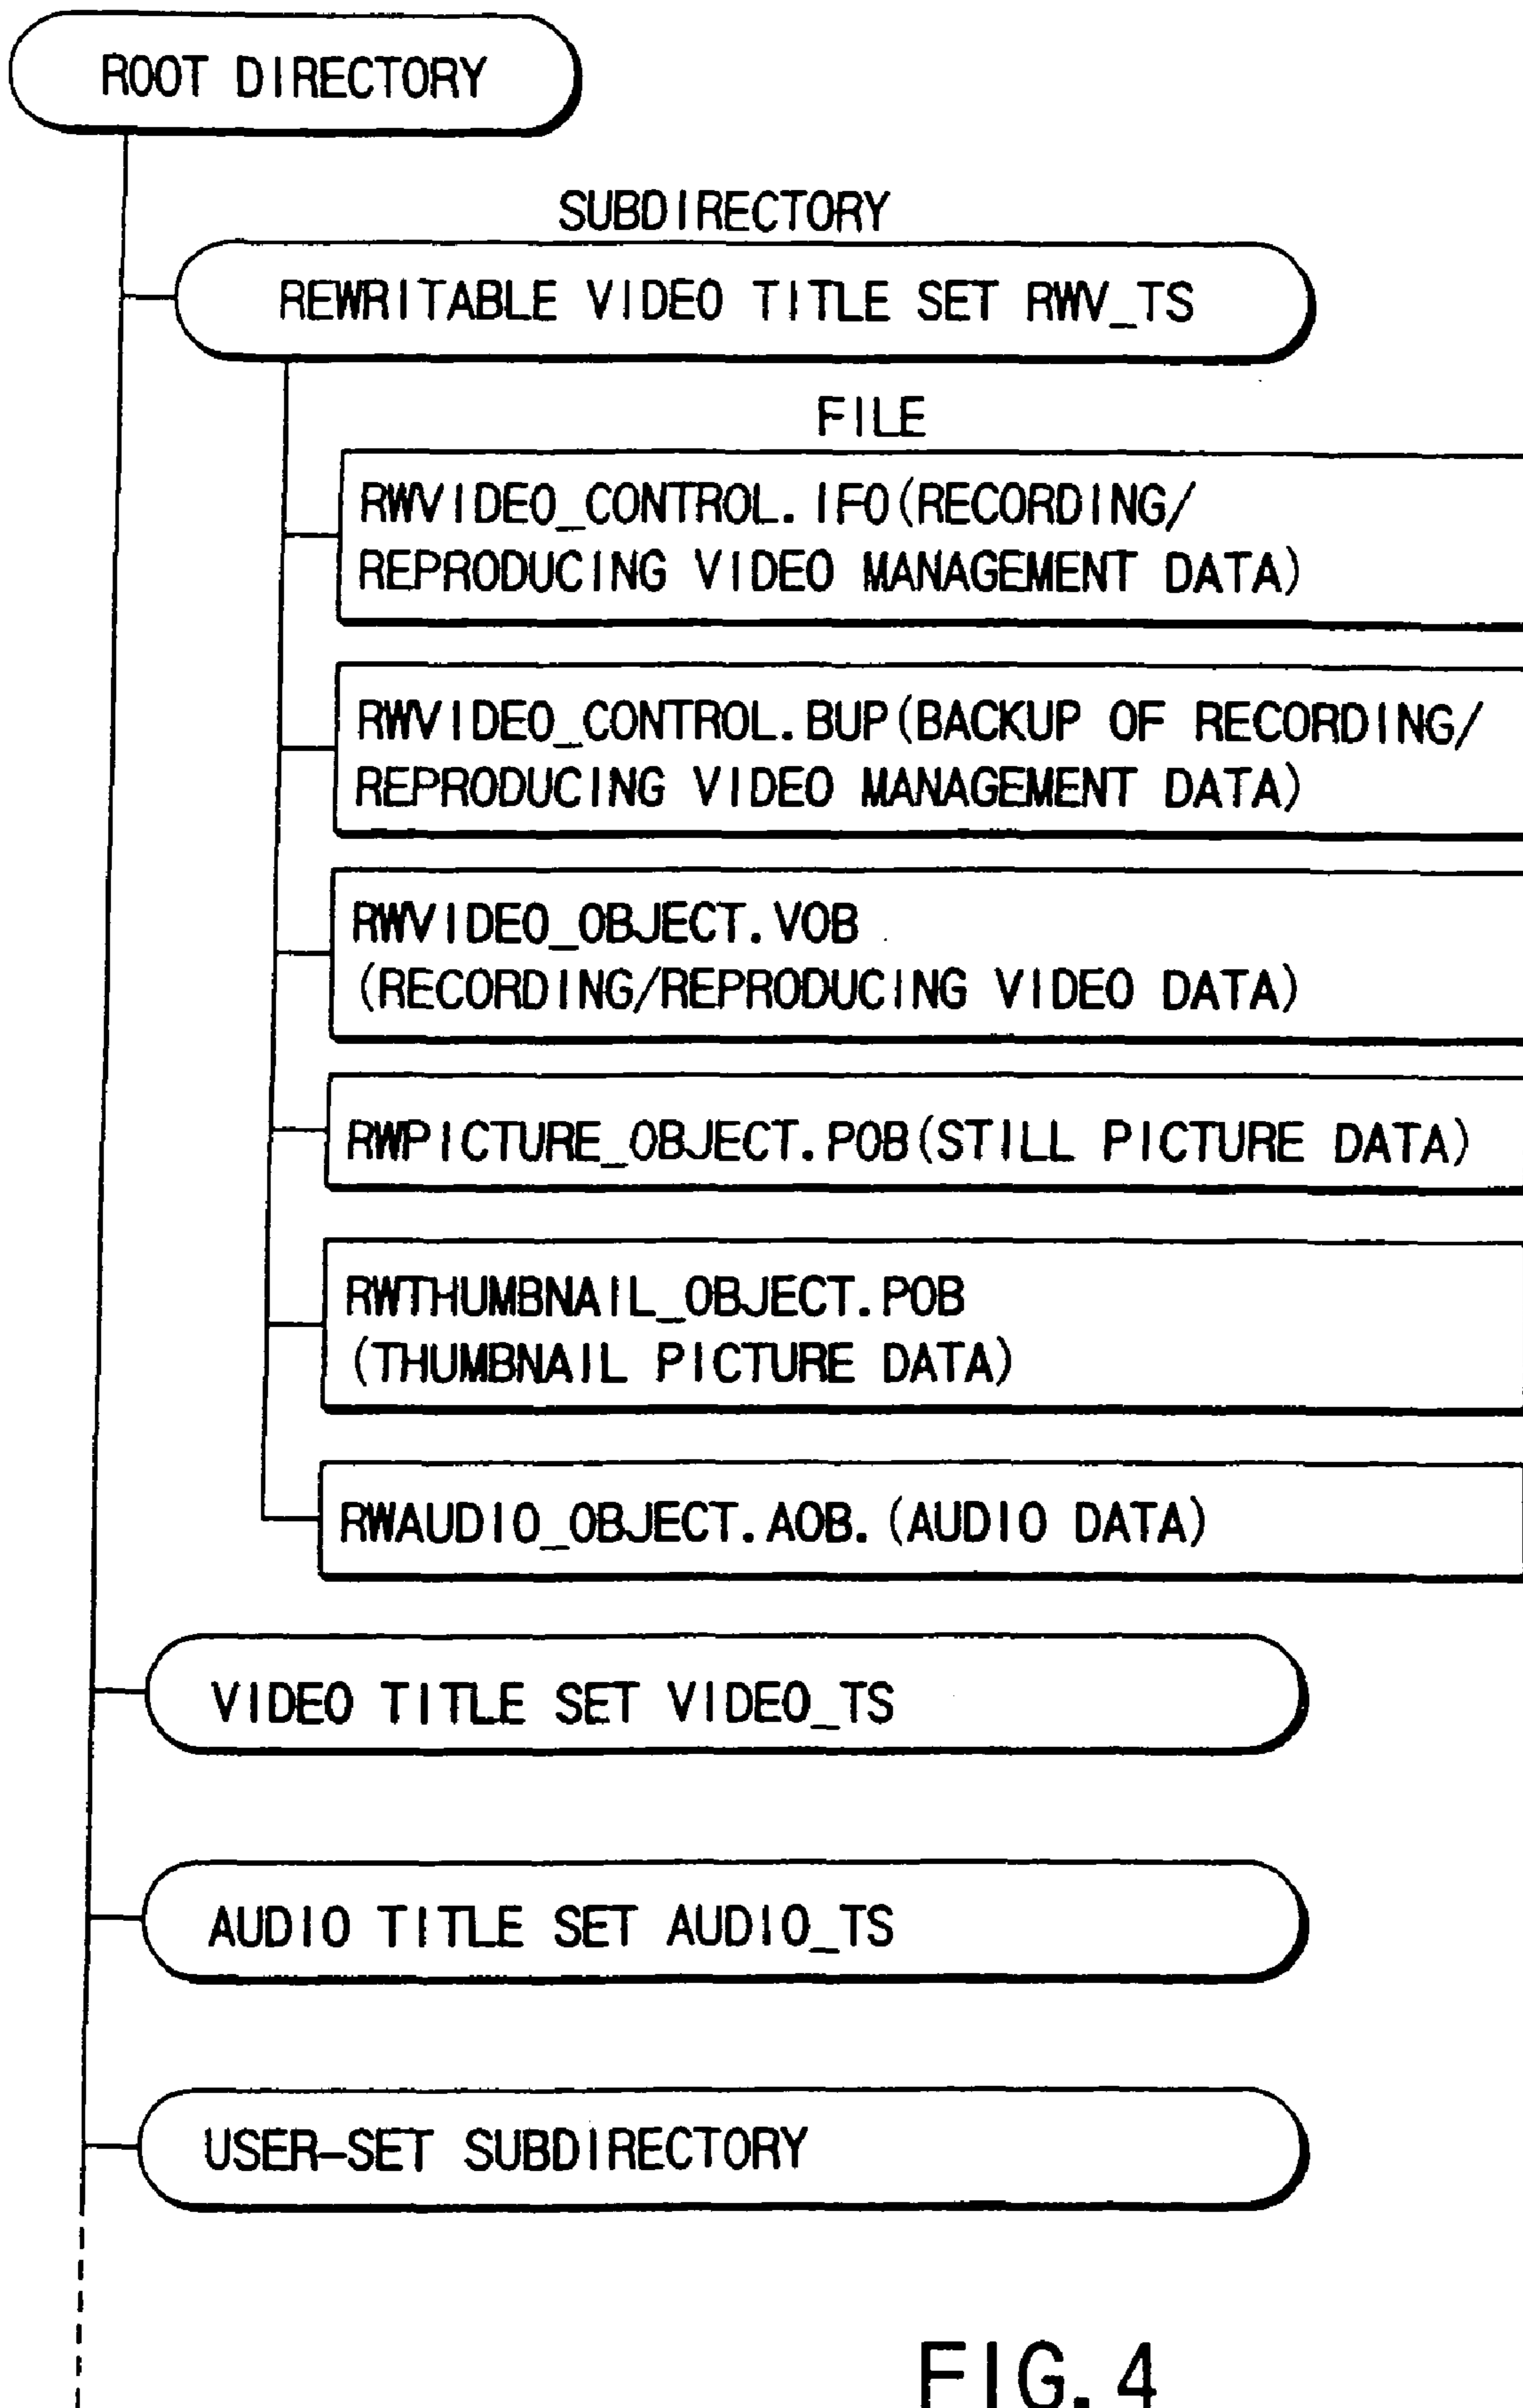 ROOT DIRECTORY
SUBDIRECTORY
REWRITABLE VIDEO TITLE SET RWV_TS
FILE
RWVIDEO_CONTROL.IFO(RECORDING/
REPRODUCING VIDEO MANAGEMENT DATA)
RWVIDEO_CONTROL.BUP(BACKUP OF RECORDING/
REPRODUCING VIDEO MANAGEMENT DATA)
RWVIDEO_OBJECT.VOB
(RECORDING/REPRODUCING VIDEO DATA)
RWPICTURE_OBJECT.POB(STILL PICTURE DATA)
RWTHUMBNAIL_OBJECT.POB
(THUMBNAIL PICTURE DATA)
RWAUDIO_OBJECT.AOB.(AUDIO DATA)
VIDEO TITLE SET VIDEO_TS
AUDIO TITLE SET AUDIO_TS
USER-SET SUBDIRECTORY
FIG.4